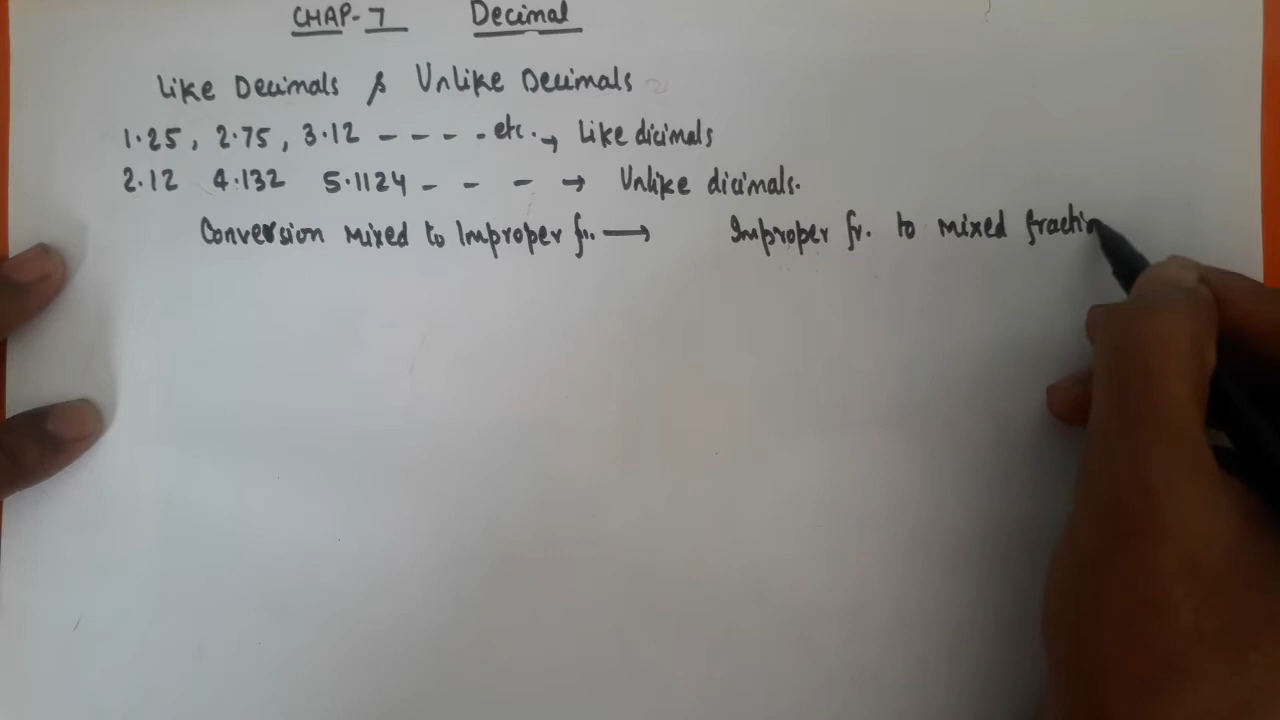 CHAP-7 Decimal
Like Decimals & Unlike Decimals
1.25, 2.75, 3.12 - - - - etc. → Like dicimals
2.12 4.132 5.1124 - - - → Unlike dicimals.
Conversion Mixed to Improper fr. → Improper fr. to mixed fractin